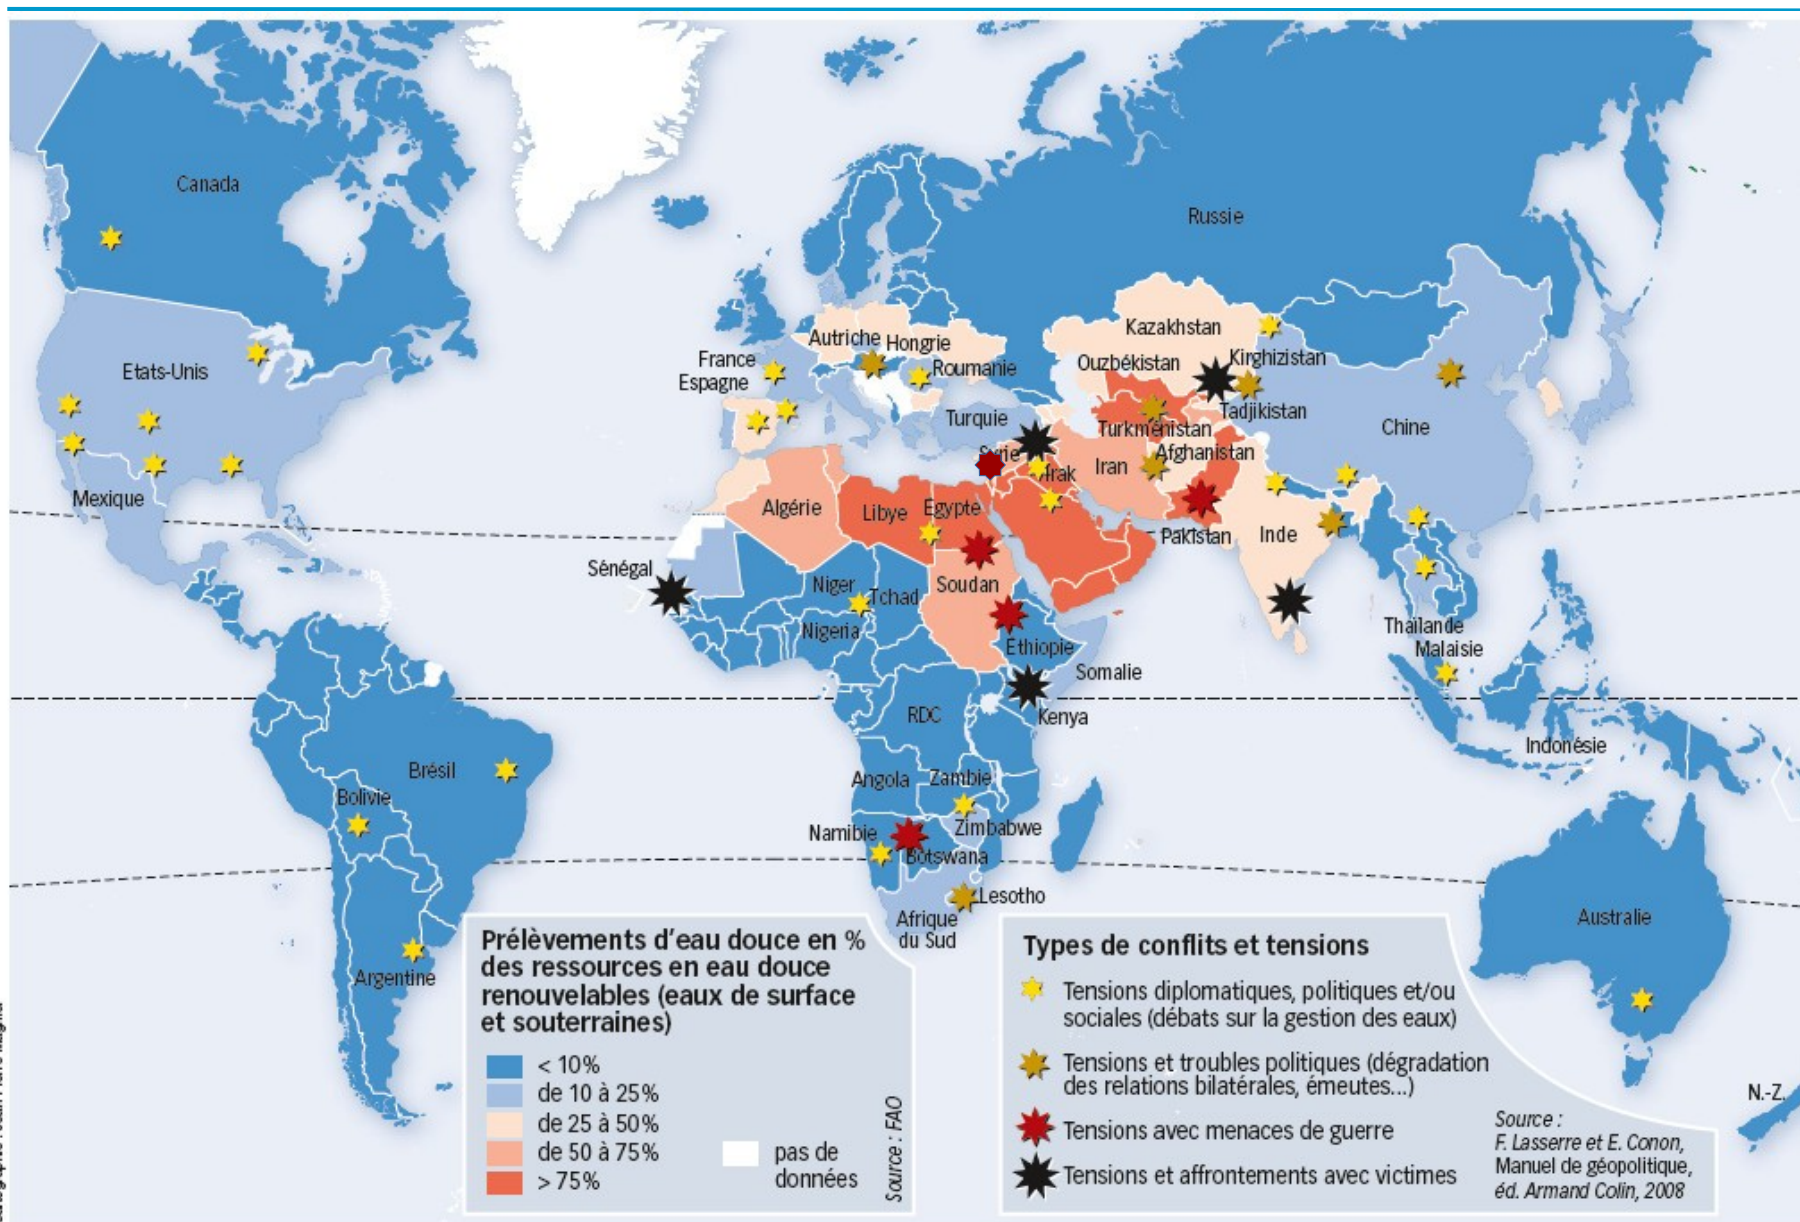 Canada
Russie
Etats-Unis
Mexique
France
Espagne
Autriche
Hongrie
Roumanie
Kazakhstan
Ouzbékistan
Kirghizistan
Tadjikistan
Turkménistan
Afghanistan
Turquie
Syrie
Irak
Iran
Chine
Algérie
Libye
Egypte
Pakistan
Inde
Sénégal
Niger
Tchad
Soudan
Nigeria
Ethiopie
Somalie
Thaïlande
Malaisie
RDC
Kenya
Indonésie
Brésil
Bolivie
Angola
Zambie
Namibie
Zimbabwe
Botswana
Lesotho
Afrique
du Sud
Argentine
Australie
N.-Z.
Prélèvements d'eau douce en %
des ressources en eau douce
renouvelables (eaux de surface
et souterraines)
< 10%
de 10 à 25%
de 25 à 50%
de 50 à 75%
> 75%
pas de
données
Source : FAO
Types de conflits et tensions
Tensions diplomatiques, politiques et/ou
sociales (débats sur la gestion des eaux)
Tensions et troubles politiques (dégradation
des relations bilatérales, émeutes...)
Tensions avec menaces de guerre
Tensions et affrontements avec victimes
Source :
F. Lasserre et E. Conon,
Manuel de géopolitique,
éd. Armand Colin, 2008